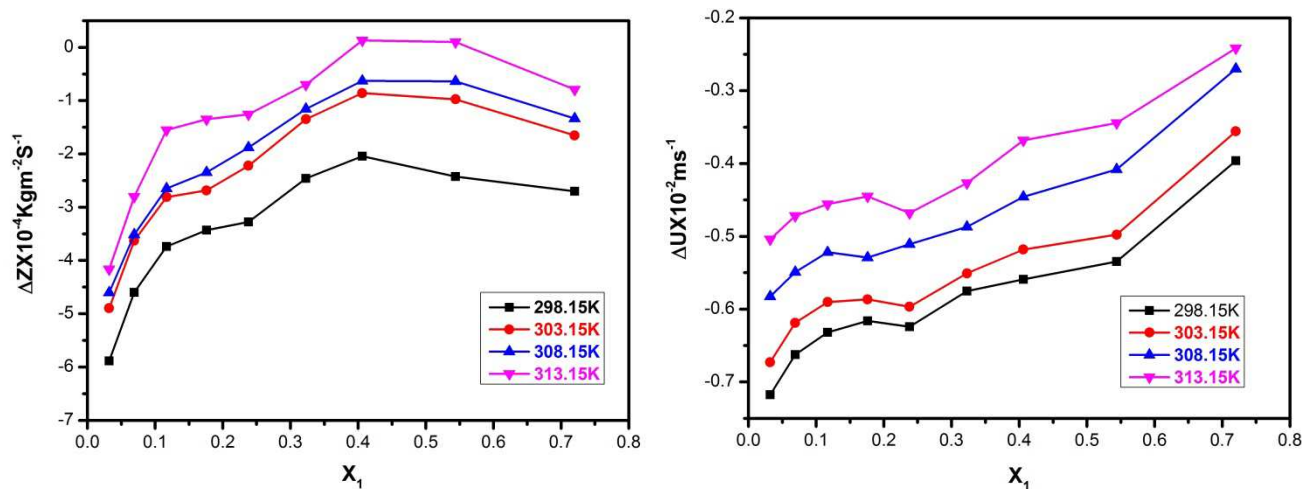 0
-1
-2
-3
-4
-5
-6
-7
0.0 0.1 0.2 0.3 0.4 0.5 0.6 0.7 0.8
ΔZX10⁻⁴Kgm⁻²S⁻¹
X₁
298.15K
303.15K
308.15K
313.15K
-0.2
-0.3
-0.4
-0.5
-0.6
-0.7
0.0 0.1 0.2 0.3 0.4 0.5 0.6 0.7 0.8
ΔUX10⁻²ms⁻¹
X₁
298.15K
303.15K
308.15K
313.15K